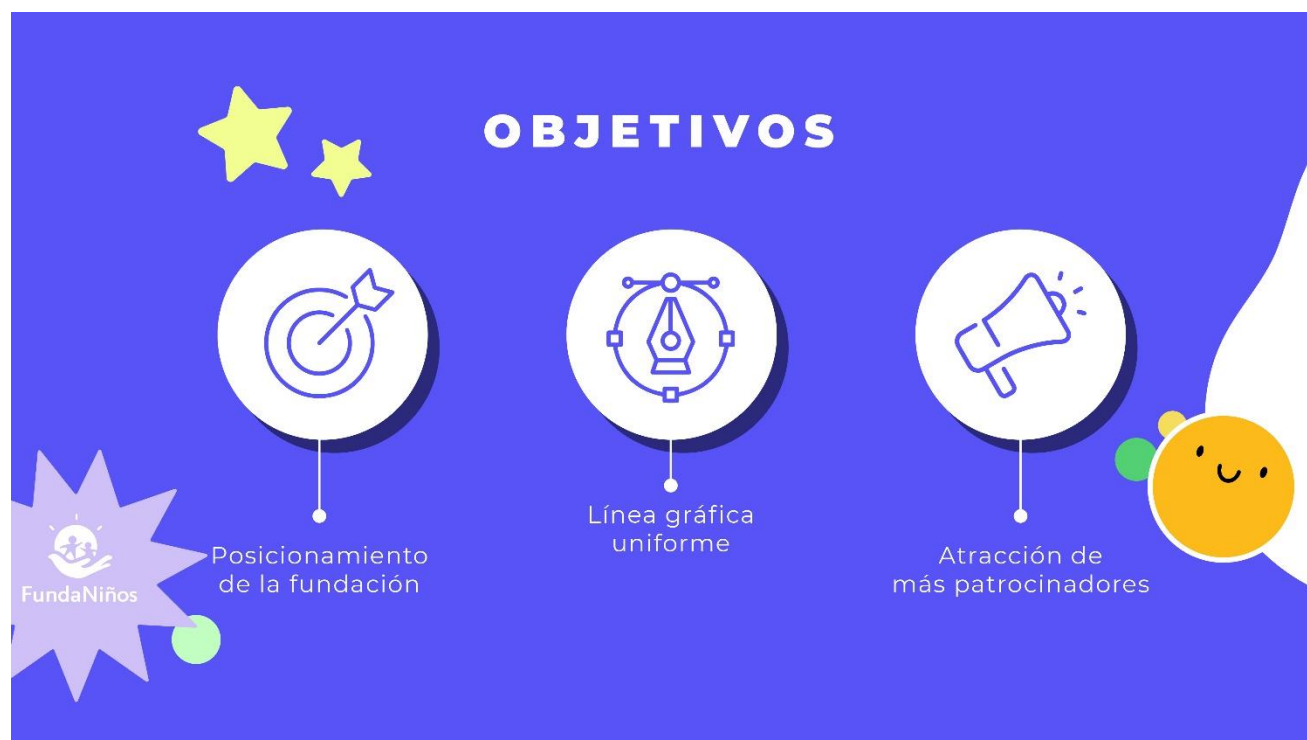 OBJETIVOS
Línea gráfica
uniforme
Posicionamiento
de la fundación
Atracción de
más patrocinadores
FundaNiños